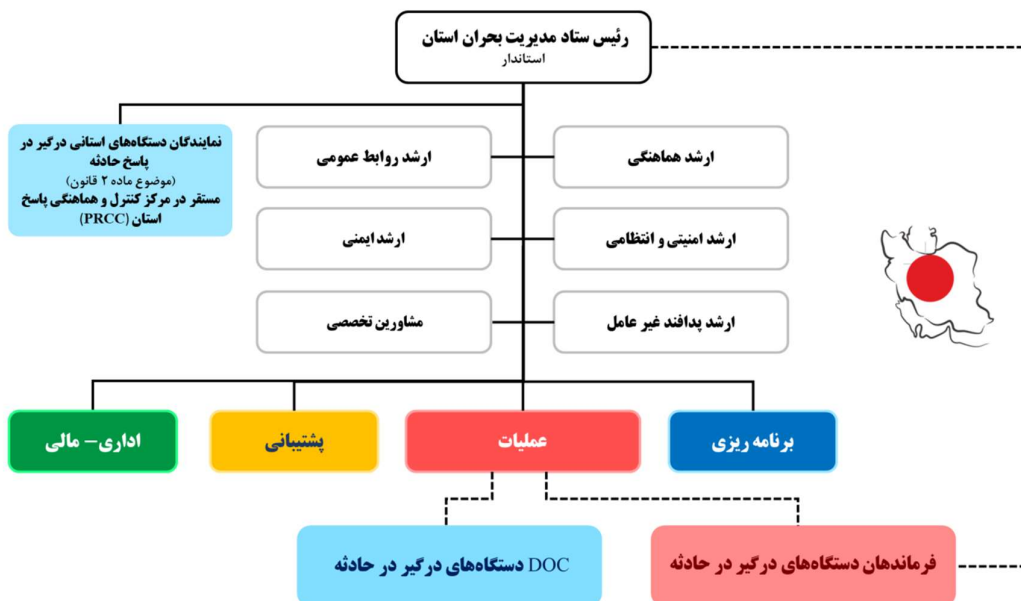 رئیس ستاد مدیریت بحران استان
استاندار
نمایندگان دستگاه‌های استانی درگیر در
پاسخ حادثه
(موضوع ماده ۲ قانون)
مستقر در مرکز کنترل و هماهنگی پاسخ
استان (PRCC)
ارشد هماهنگی
ارشد روابط عمومی
ارشد امنیتی و انتظامی
ارشد ایمنی
ارشد پدافند غیر عامل
مشاورین تخصصی
برنامه ریزی
عملیات
پشتیبانی
اداری- مالی
فرماندهان دستگاه‌های درگیر در حادثه
DOC دستگاه‌های درگیر در حادثه